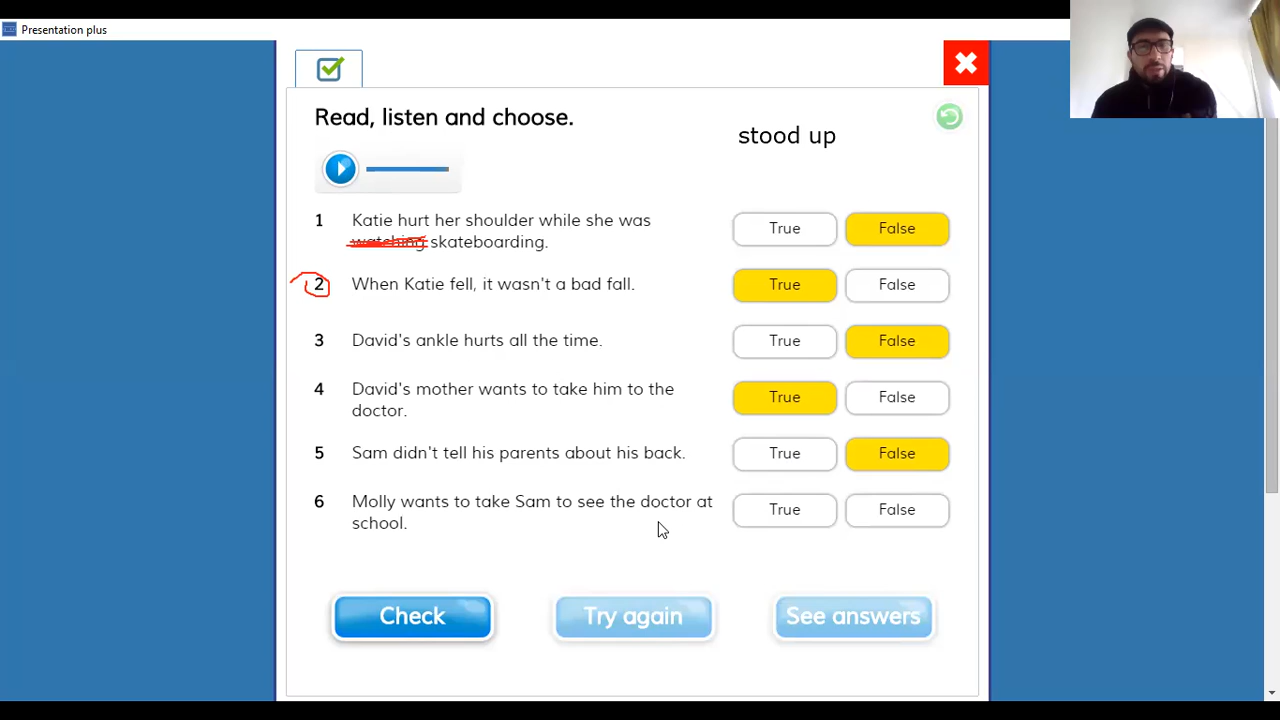 Presentation plus
Read, listen and choose.
stood up
1 Katie hurt her shoulder while she was True False
watching skateboarding.
2 When Katie fell, it wasn't a bad fall. True False
3 David's ankle hurts all the time. True False
4 David's mother wants to take him to the True False
doctor.
5 Sam didn't tell his parents about his back. True False
6 Molly wants to take Sam to see the doctor at True False
school.
Check Try again See answers